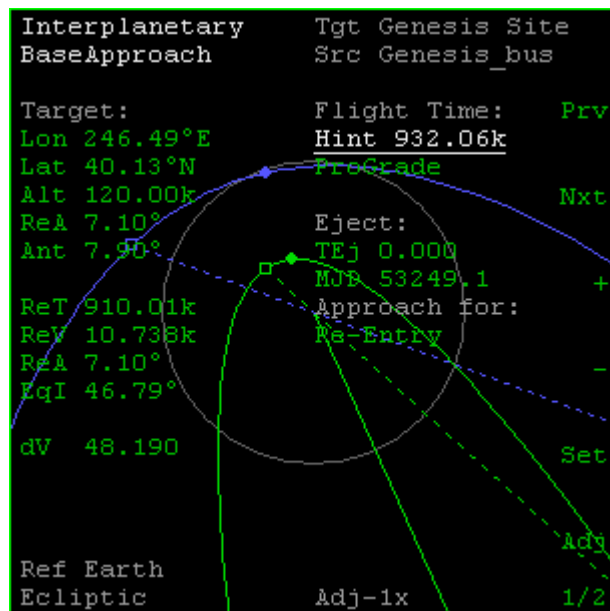 Interplanetary Tgt Genesis Site
BaseApproach Src Genesis_bus
Target: Flight Time: Prv
Lon 246.49°E Hint 932.06k
Lat 40.13°N ProGrade
Alt 120.00k Nxt
ReA 7.10° Eject:
Ant 7.90° TEj 0.000
MJD 53249.1 +
ReT 910.01k Approach for:
ReV 10.738k Re-Entry
ReA 7.10° -
EqI 46.79°
dV 48.190 Set
Adj
Ref Earth
Ecliptic Adj-1x 1/2